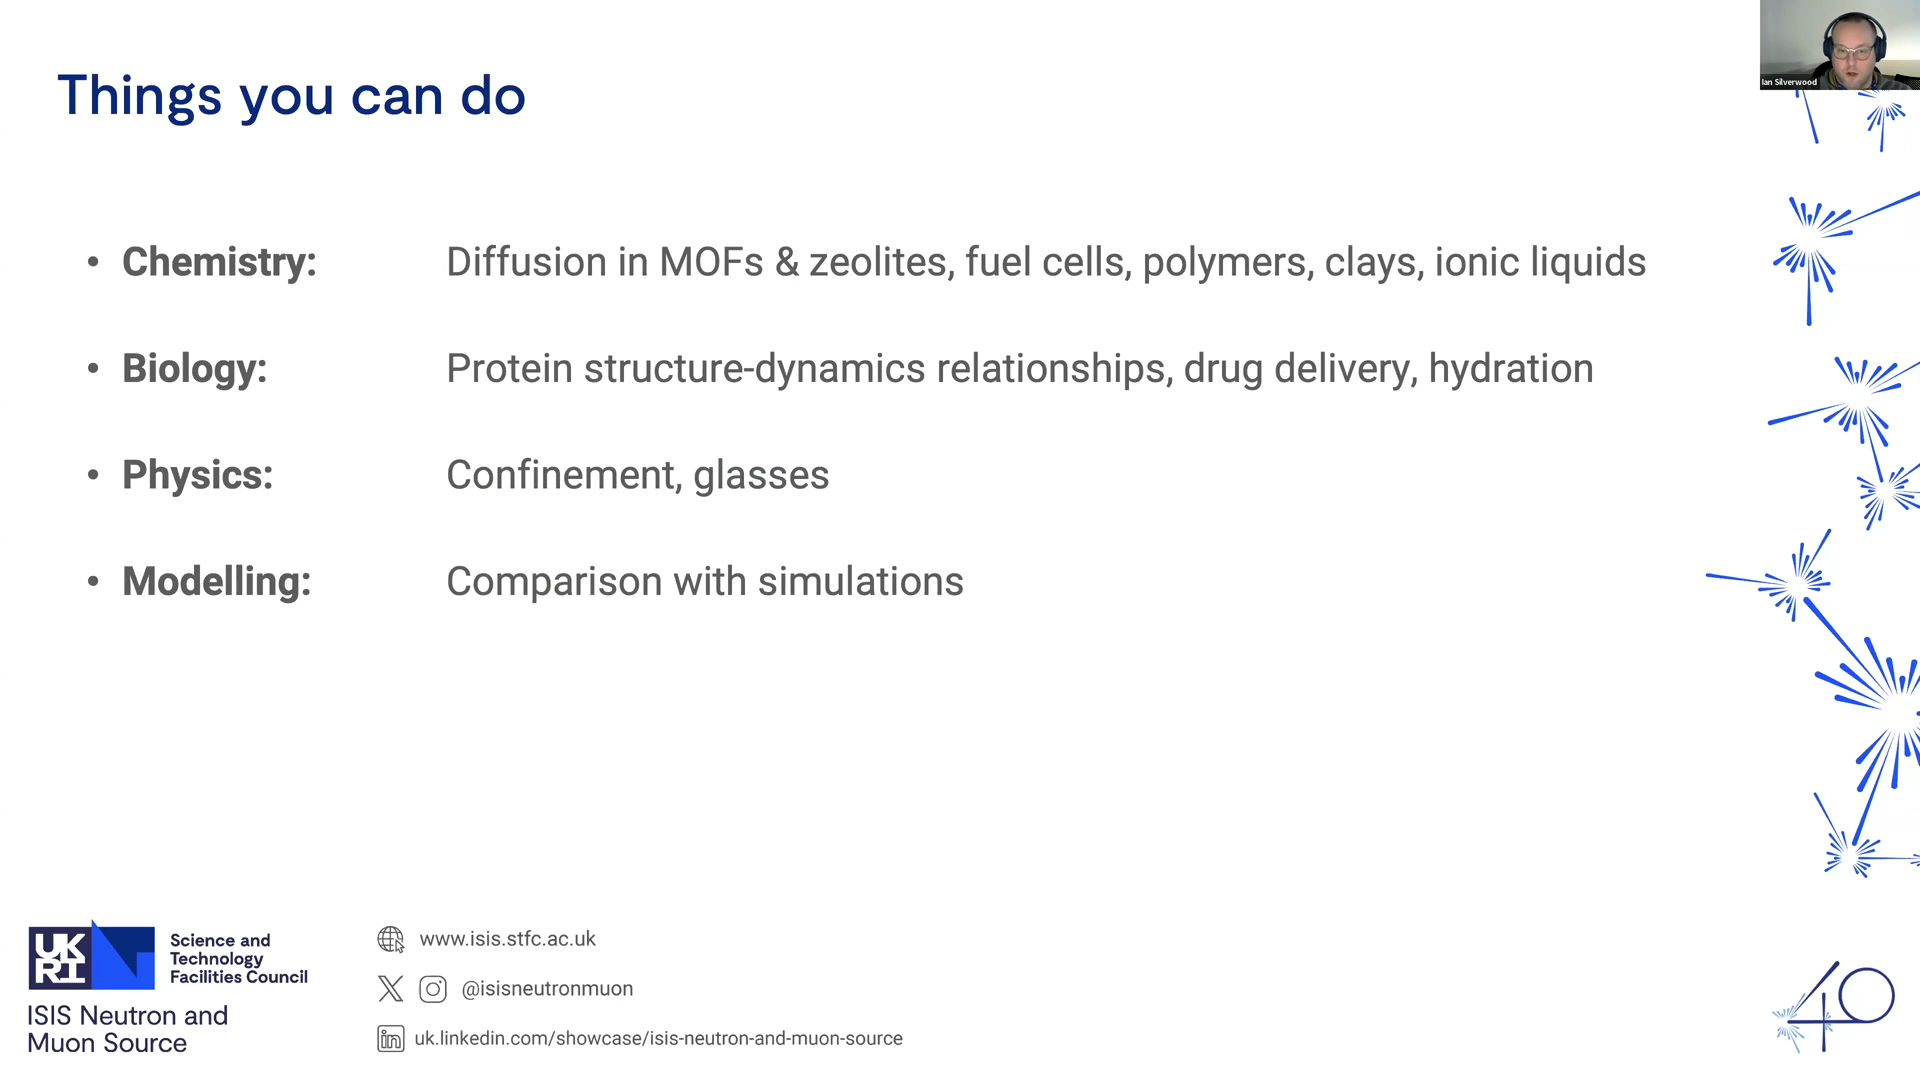 Things you can do
Ian Silverwood
• Chemistry: Diffusion in MOFs & zeolites, fuel cells, polymers, clays, ionic liquids
• Biology: Protein structure-dynamics relationships, drug delivery, hydration
• Physics: Confinement, glasses
• Modelling: Comparison with simulations
UK
RI
Science and
Technology
Facilities Council
ISIS Neutron and
Muon Source
www.isis.stfc.ac.uk
@isisneutronmuon
uk.linkedin.com/showcase/isis-neutron-and-muon-source
40